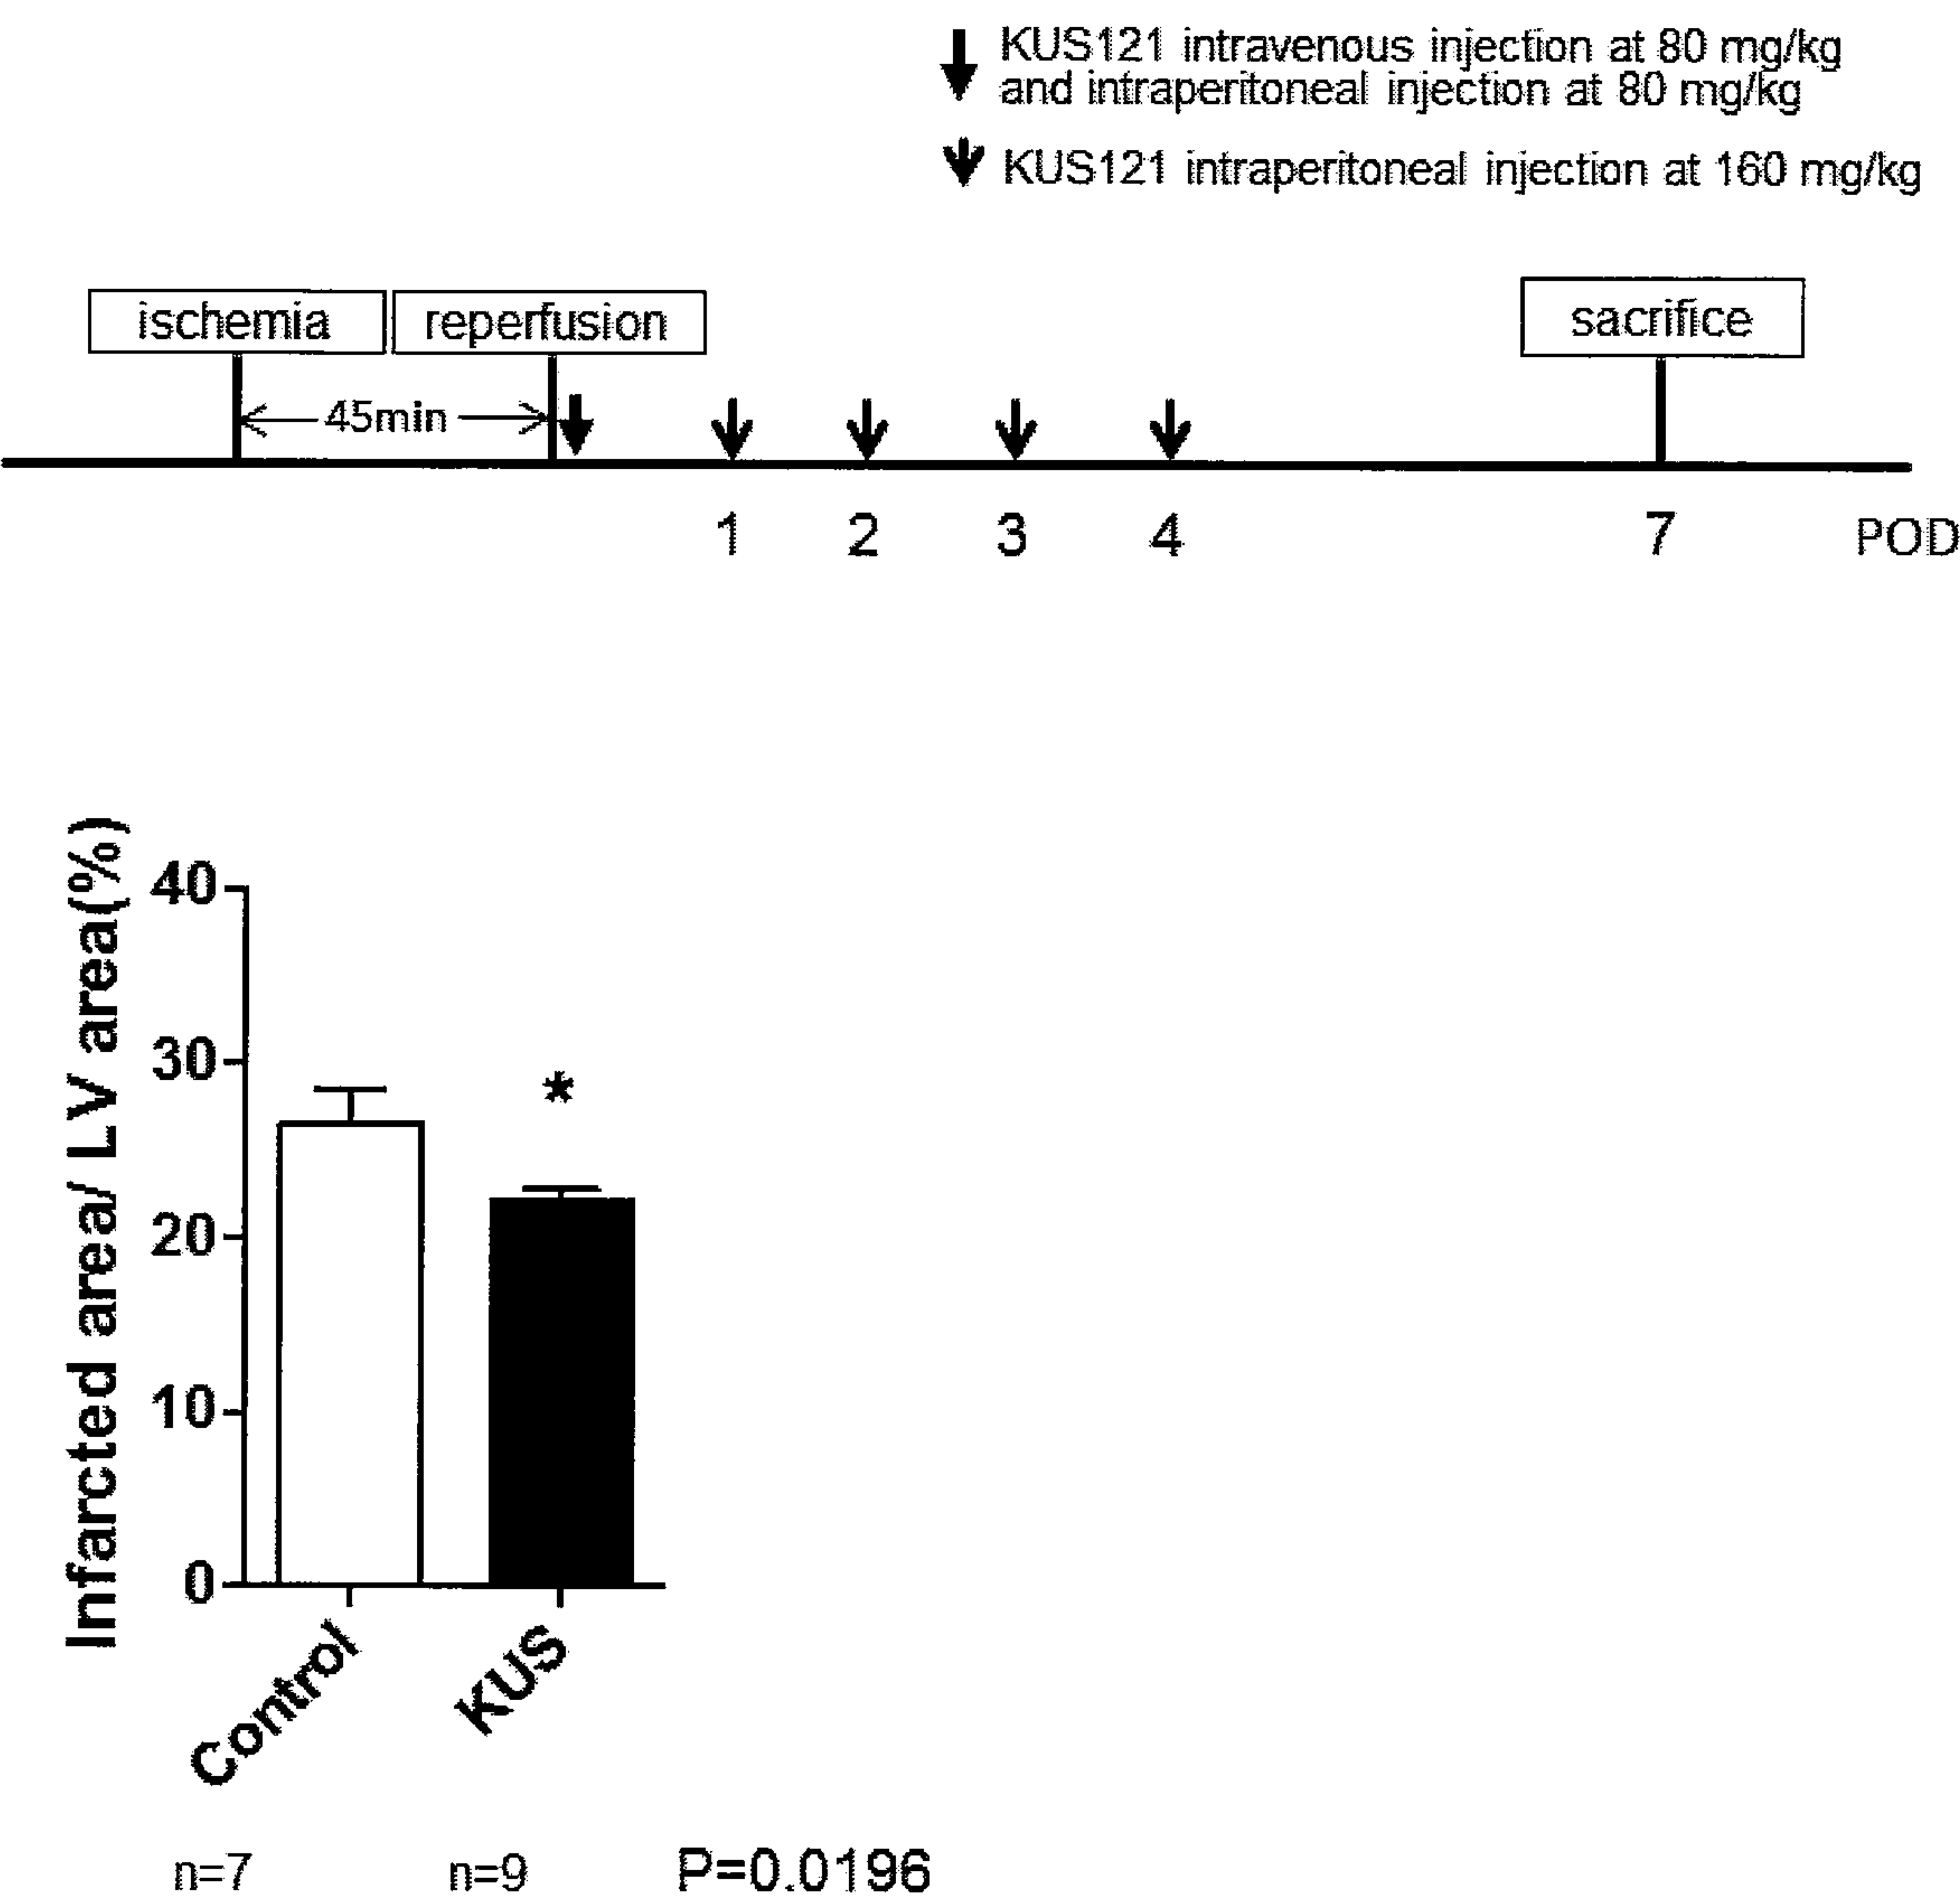 KUS121 intravenous injection at 80 mg/kg
and intraperitoneal injection at 80 mg/kg
KUS121 intraperitoneal injection at 160 mg/kg
ischemia
reperfusion
sacrifice
45min
1
2
3
4
7
POD
Infarcted area/ LV area(%)
40
30
20
10
0
*
Control
KUS
n=7
n=9
P=0.0196